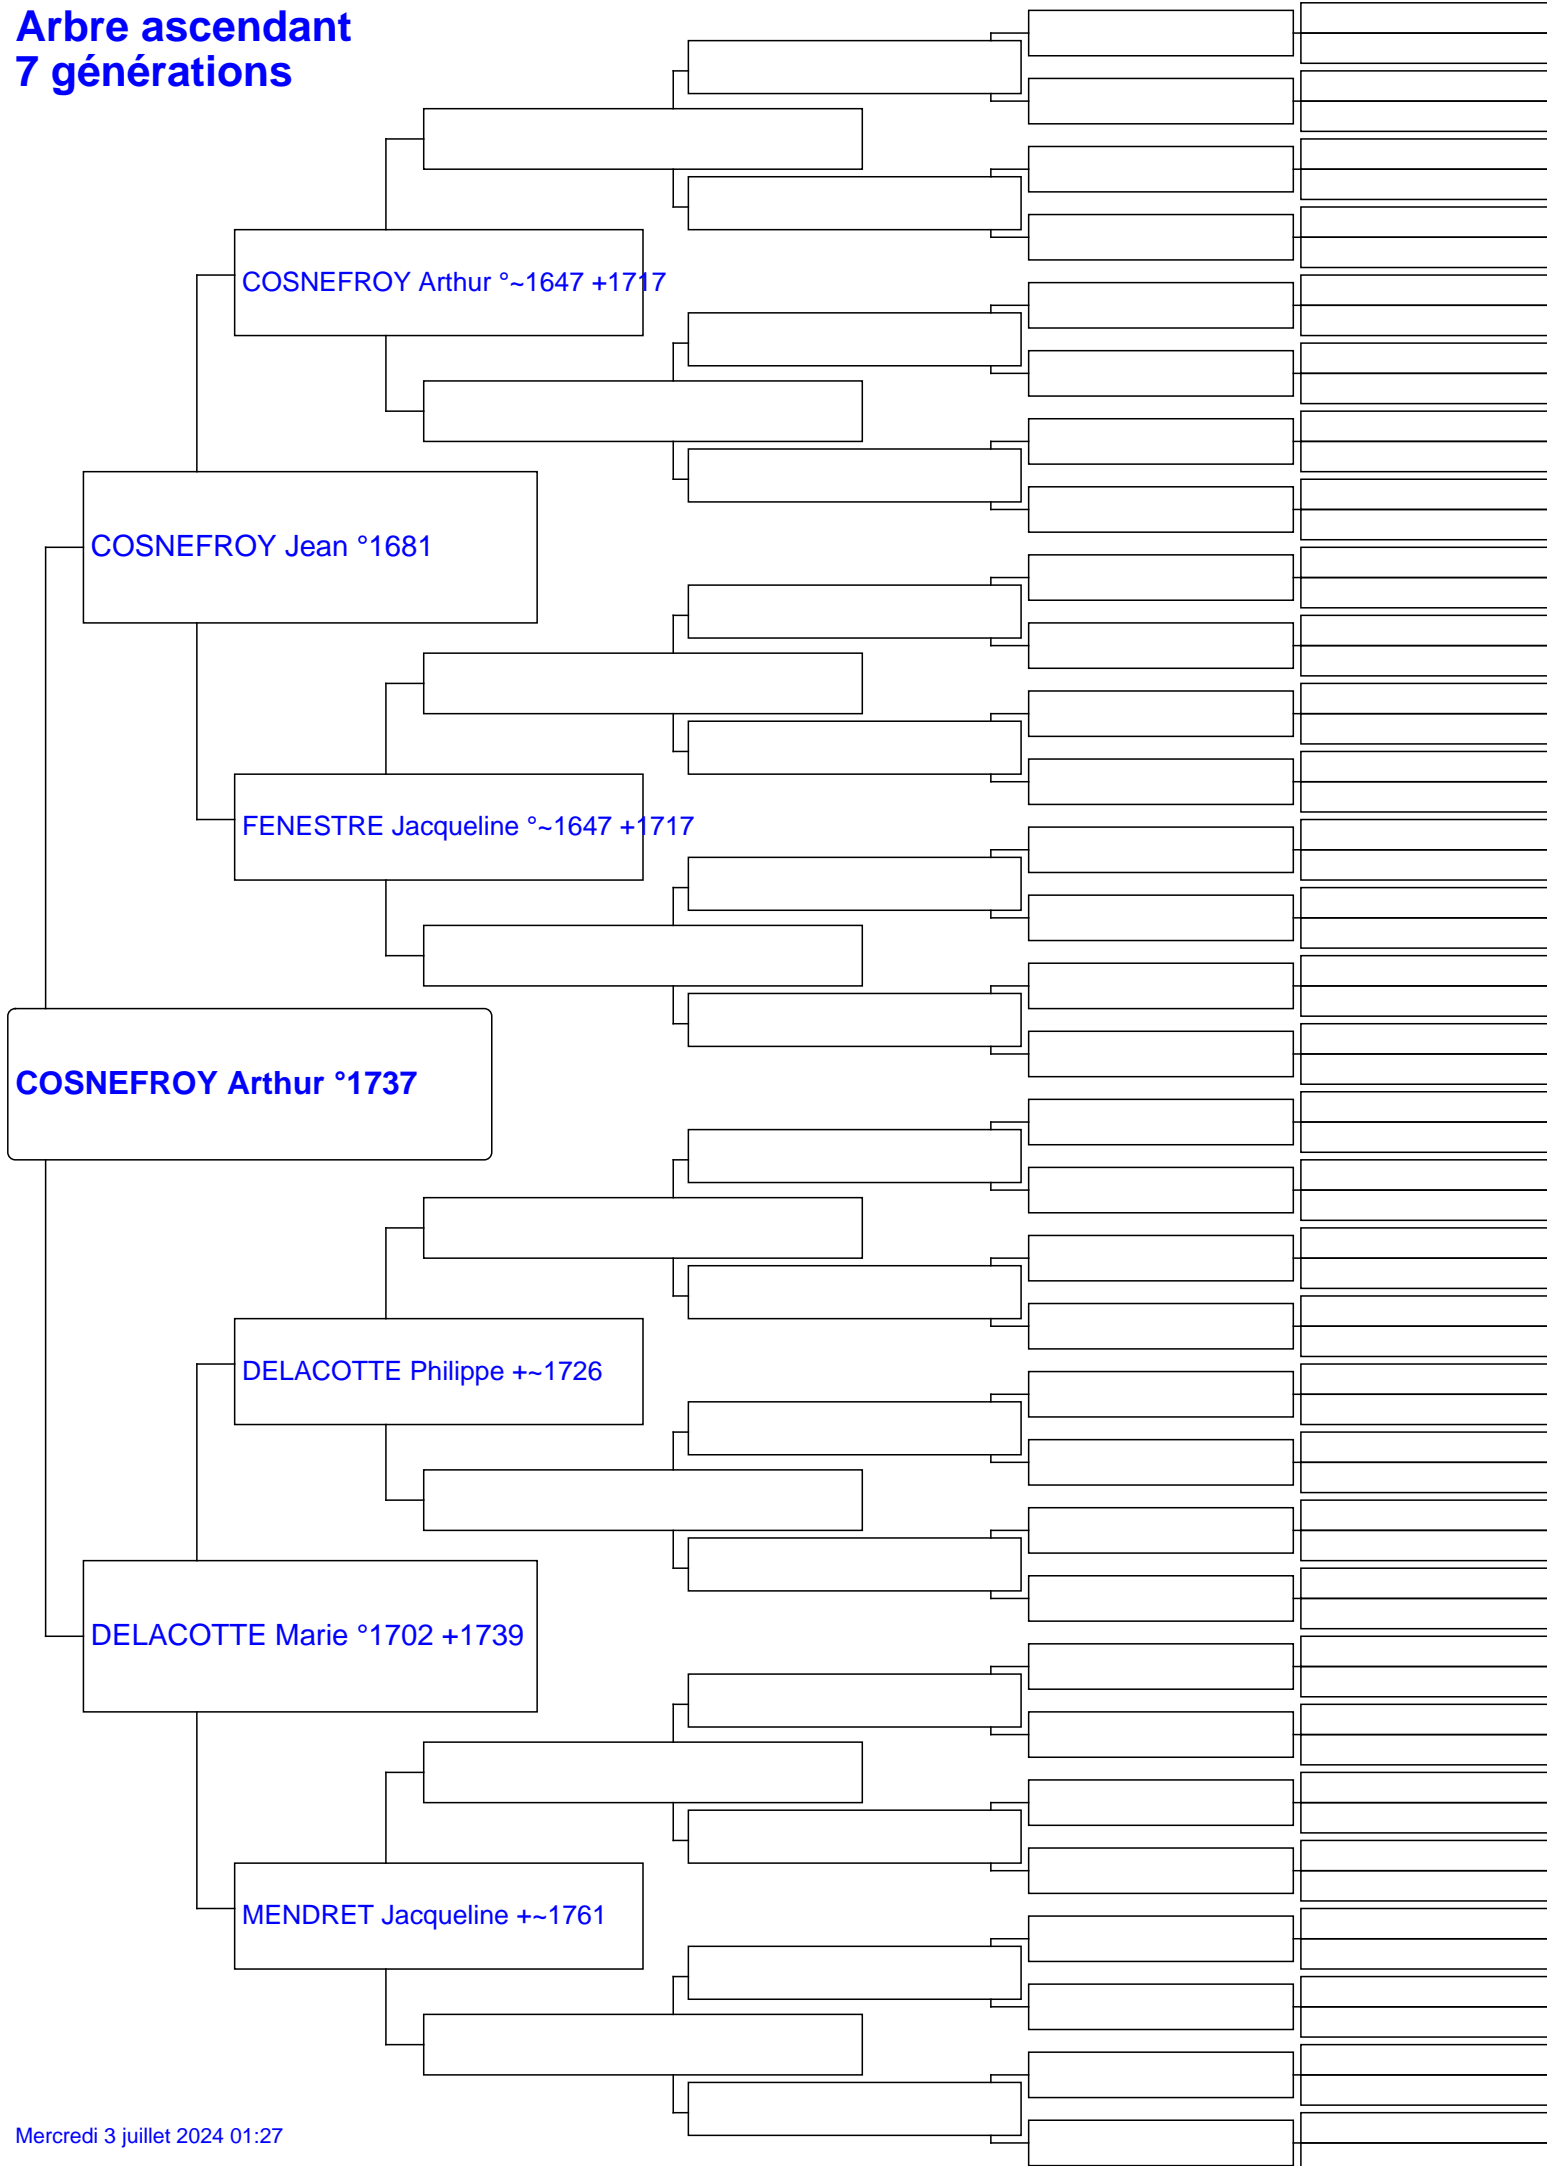 Arbre ascendant
7 générations
COSNEFROY Arthur °~1647 +1717
COSNEFROY Jean °1681
FENESTRE Jacqueline °~1647 +1717
COSNEFROY Arthur °1737
DELACOTTE Philippe +~1726
DELACOTTE Marie °1702 +1739
MENDRET Jacqueline +~1761
Mercredi 3 juillet 2024 01:27